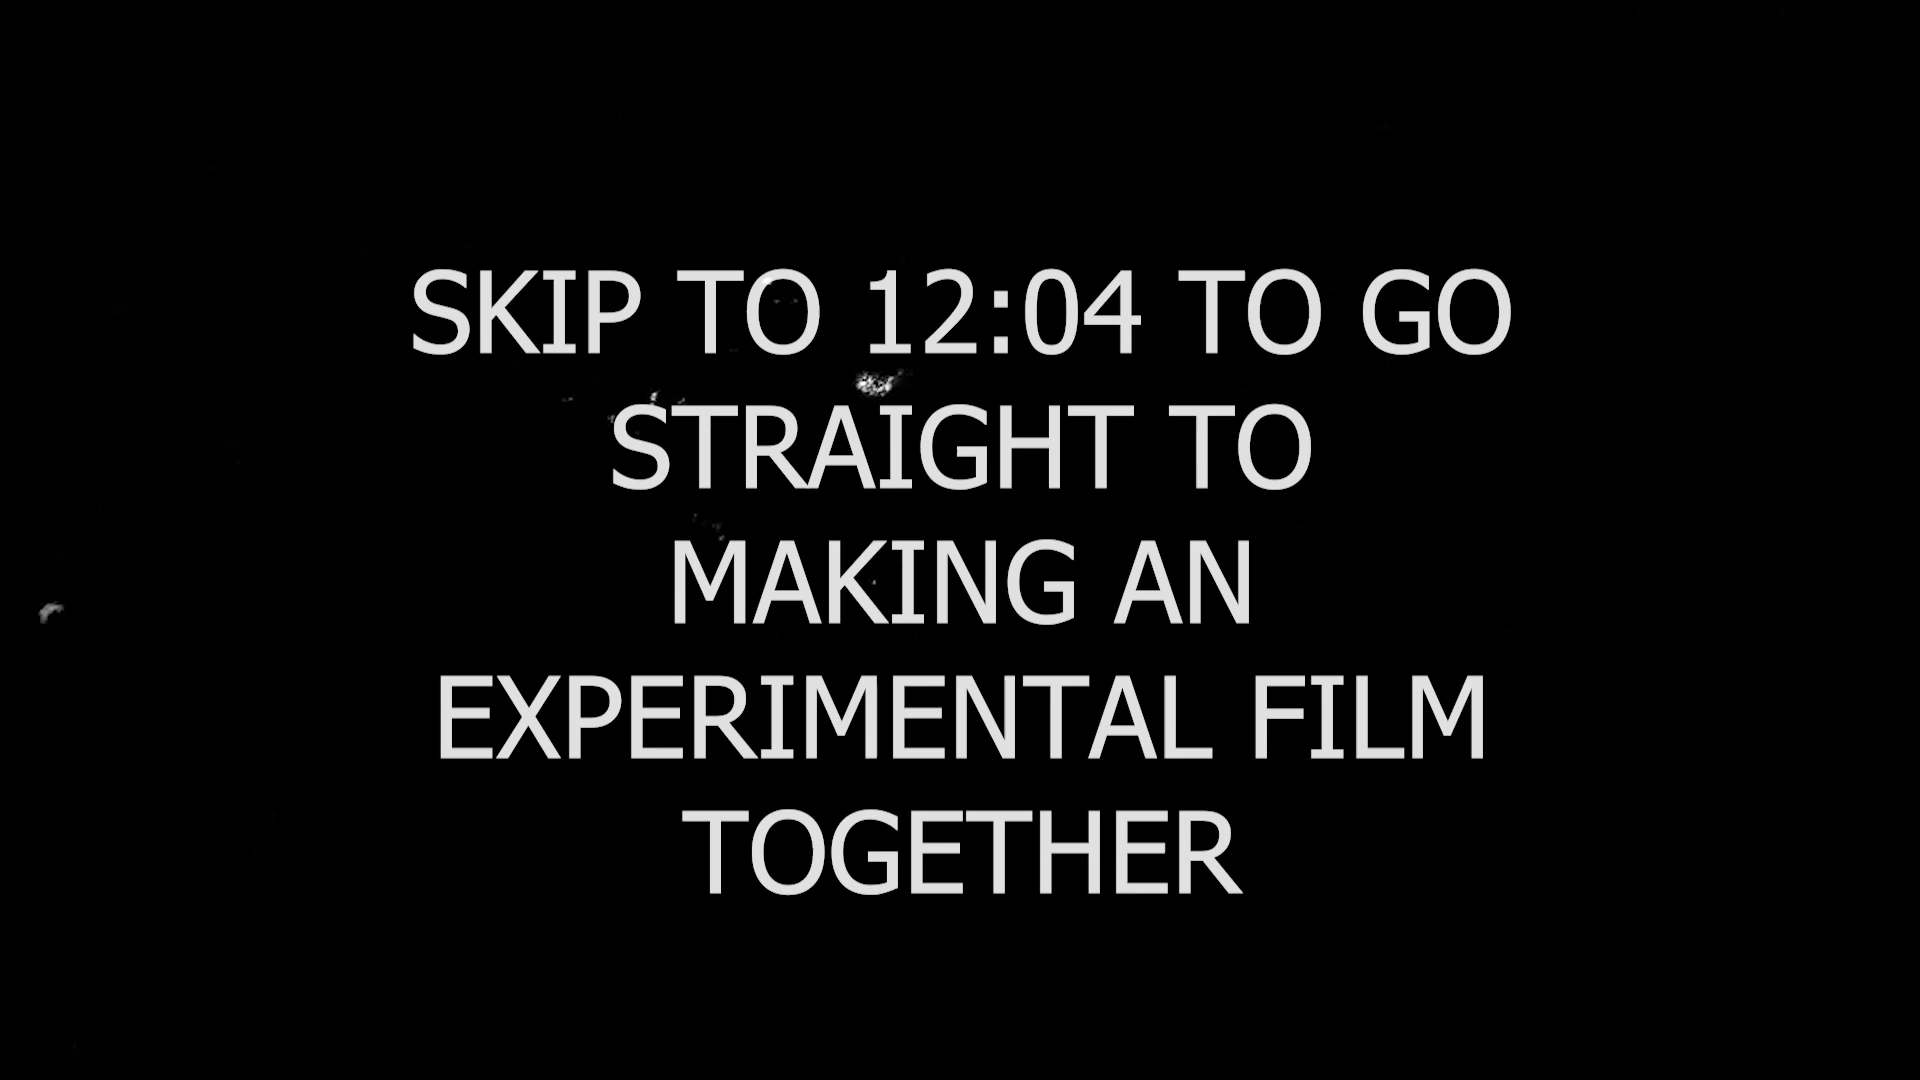 SKIP TO 12:04 TO GO
STRAIGHT TO
MAKING AN
EXPERIMENTAL FILM
TOGETHER